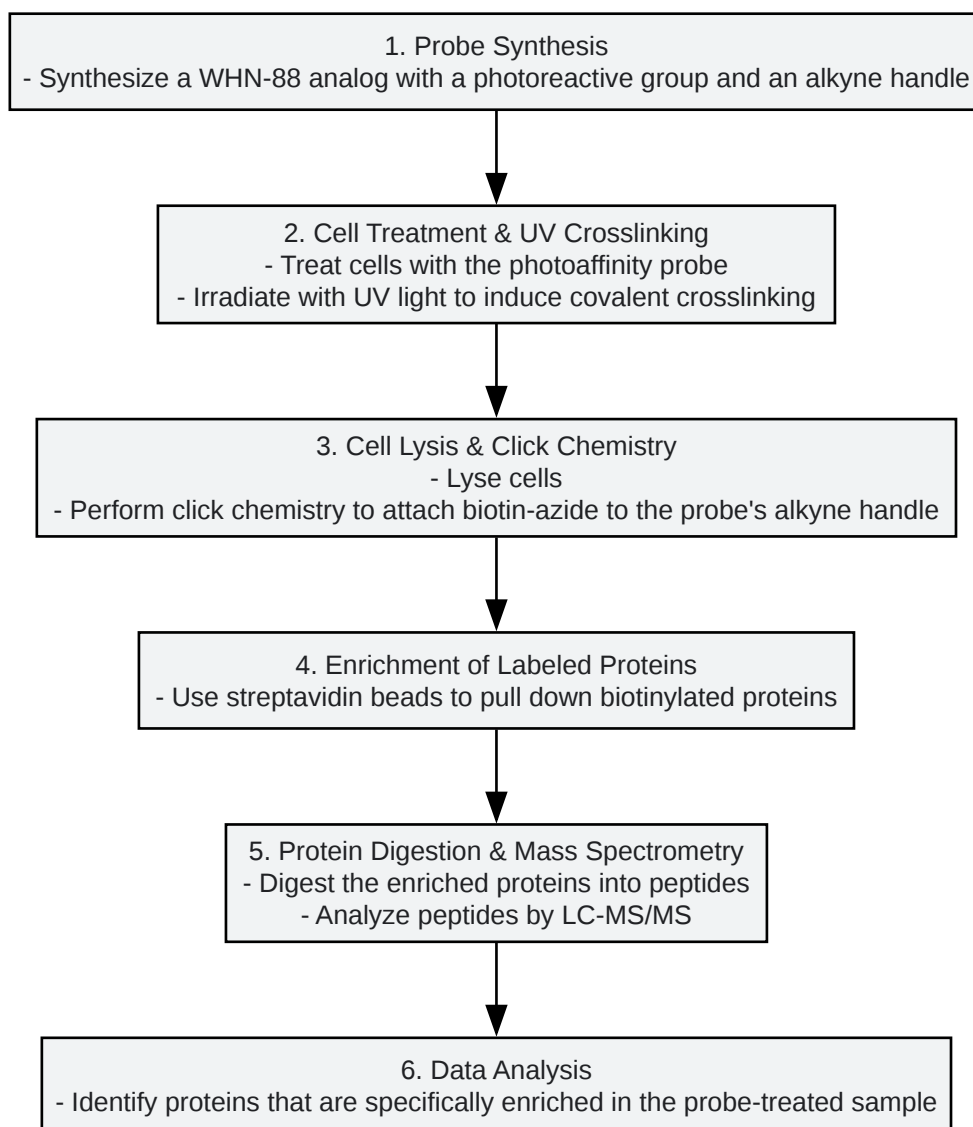 1. Probe Synthesis
- Synthesize a WHN-88 analog with a photoreactive group and an alkyne handle
2. Cell Treatment & UV Crosslinking
- Treat cells with the photoaffinity probe
- Irradiate with UV light to induce covalent crosslinking
3. Cell Lysis & Click Chemistry
- Lyse cells
- Perform click chemistry to attach biotin-azide to the probe's alkyne handle
4. Enrichment of Labeled Proteins
- Use streptavidin beads to pull down biotinylated proteins
5. Protein Digestion & Mass Spectrometry
- Digest the enriched proteins into peptides
- Analyze peptides by LC-MS/MS
6. Data Analysis
- Identify proteins that are specifically enriched in the probe-treated sample